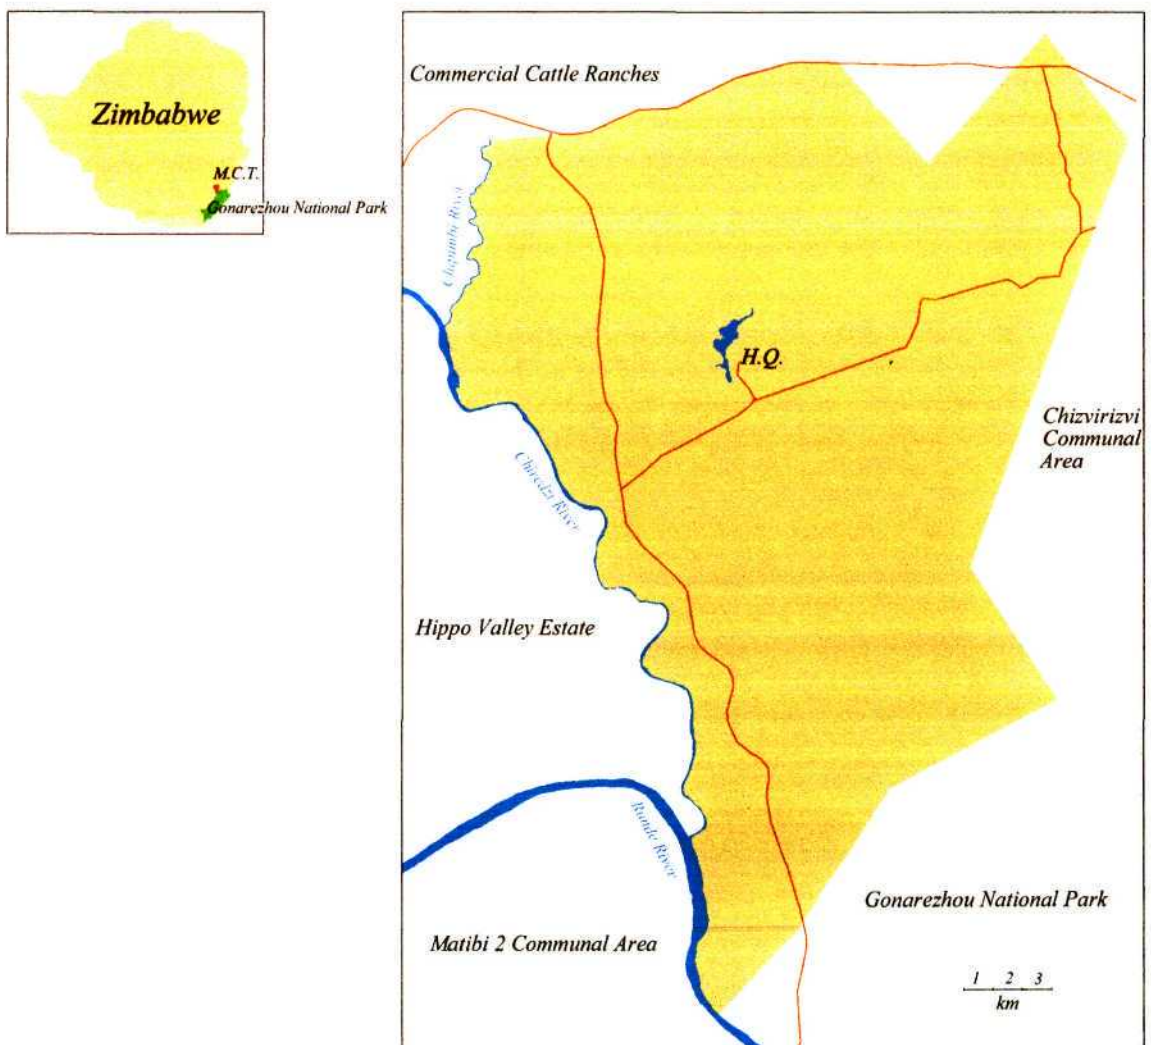 Zimbabwe
M.C.T.
Gonarezhou National Park
Commercial Cattle Ranches
River
H.Q.
Chizvirizvi
Communal
Area
Chiredzi River
Hippo Valley Estate
Runde River
Gonarezhou National Park
Matibi 2 Communal Area
1 2 3
km